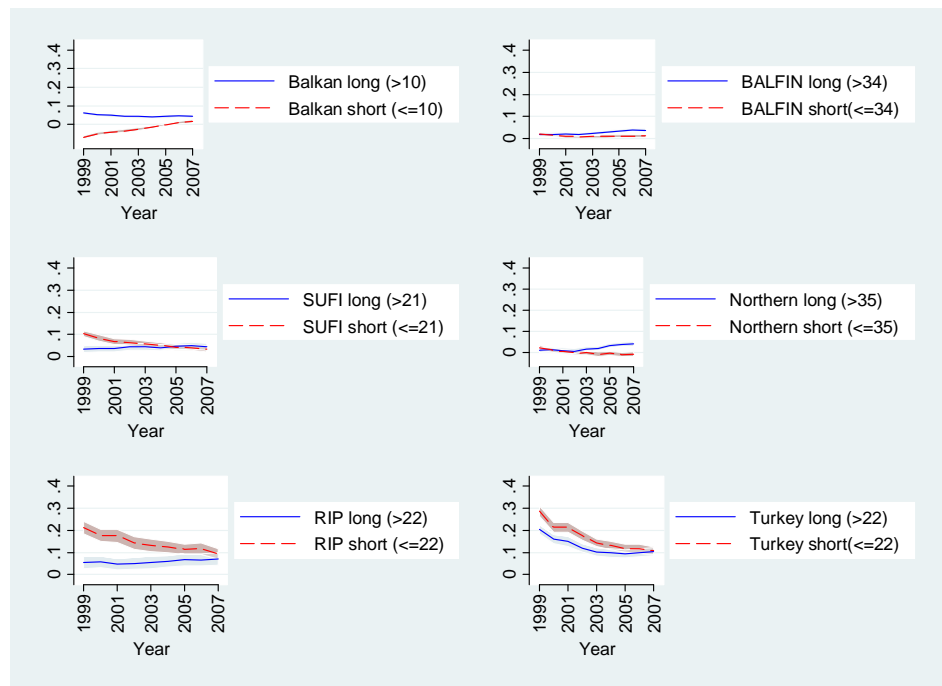 0 .1 .2 .3 .4
1999 2001 2003 2005 2007
Year
Balkan long (>10)
Balkan short (<=10)
0 .1 .2 .3 .4
1999 2001 2003 2005 2007
Year
BALFIN long (>34)
BALFIN short(<=34)
0 .1 .2 .3 .4
1999 2001 2003 2005 2007
Year
SUFI long (>21)
SUFI short (<=21)
0 .1 .2 .3 .4
1999 2001 2003 2005 2007
Year
Northern long (>35)
Northern short (<=35)
0 .1 .2 .3 .4
1999 2001 2003 2005 2007
Year
RIP long (>22)
RIP short (<=22)
0 .1 .2 .3 .4
1999 2001 2003 2005 2007
Year
Turkey long (>22)
Turkey short(<=22)